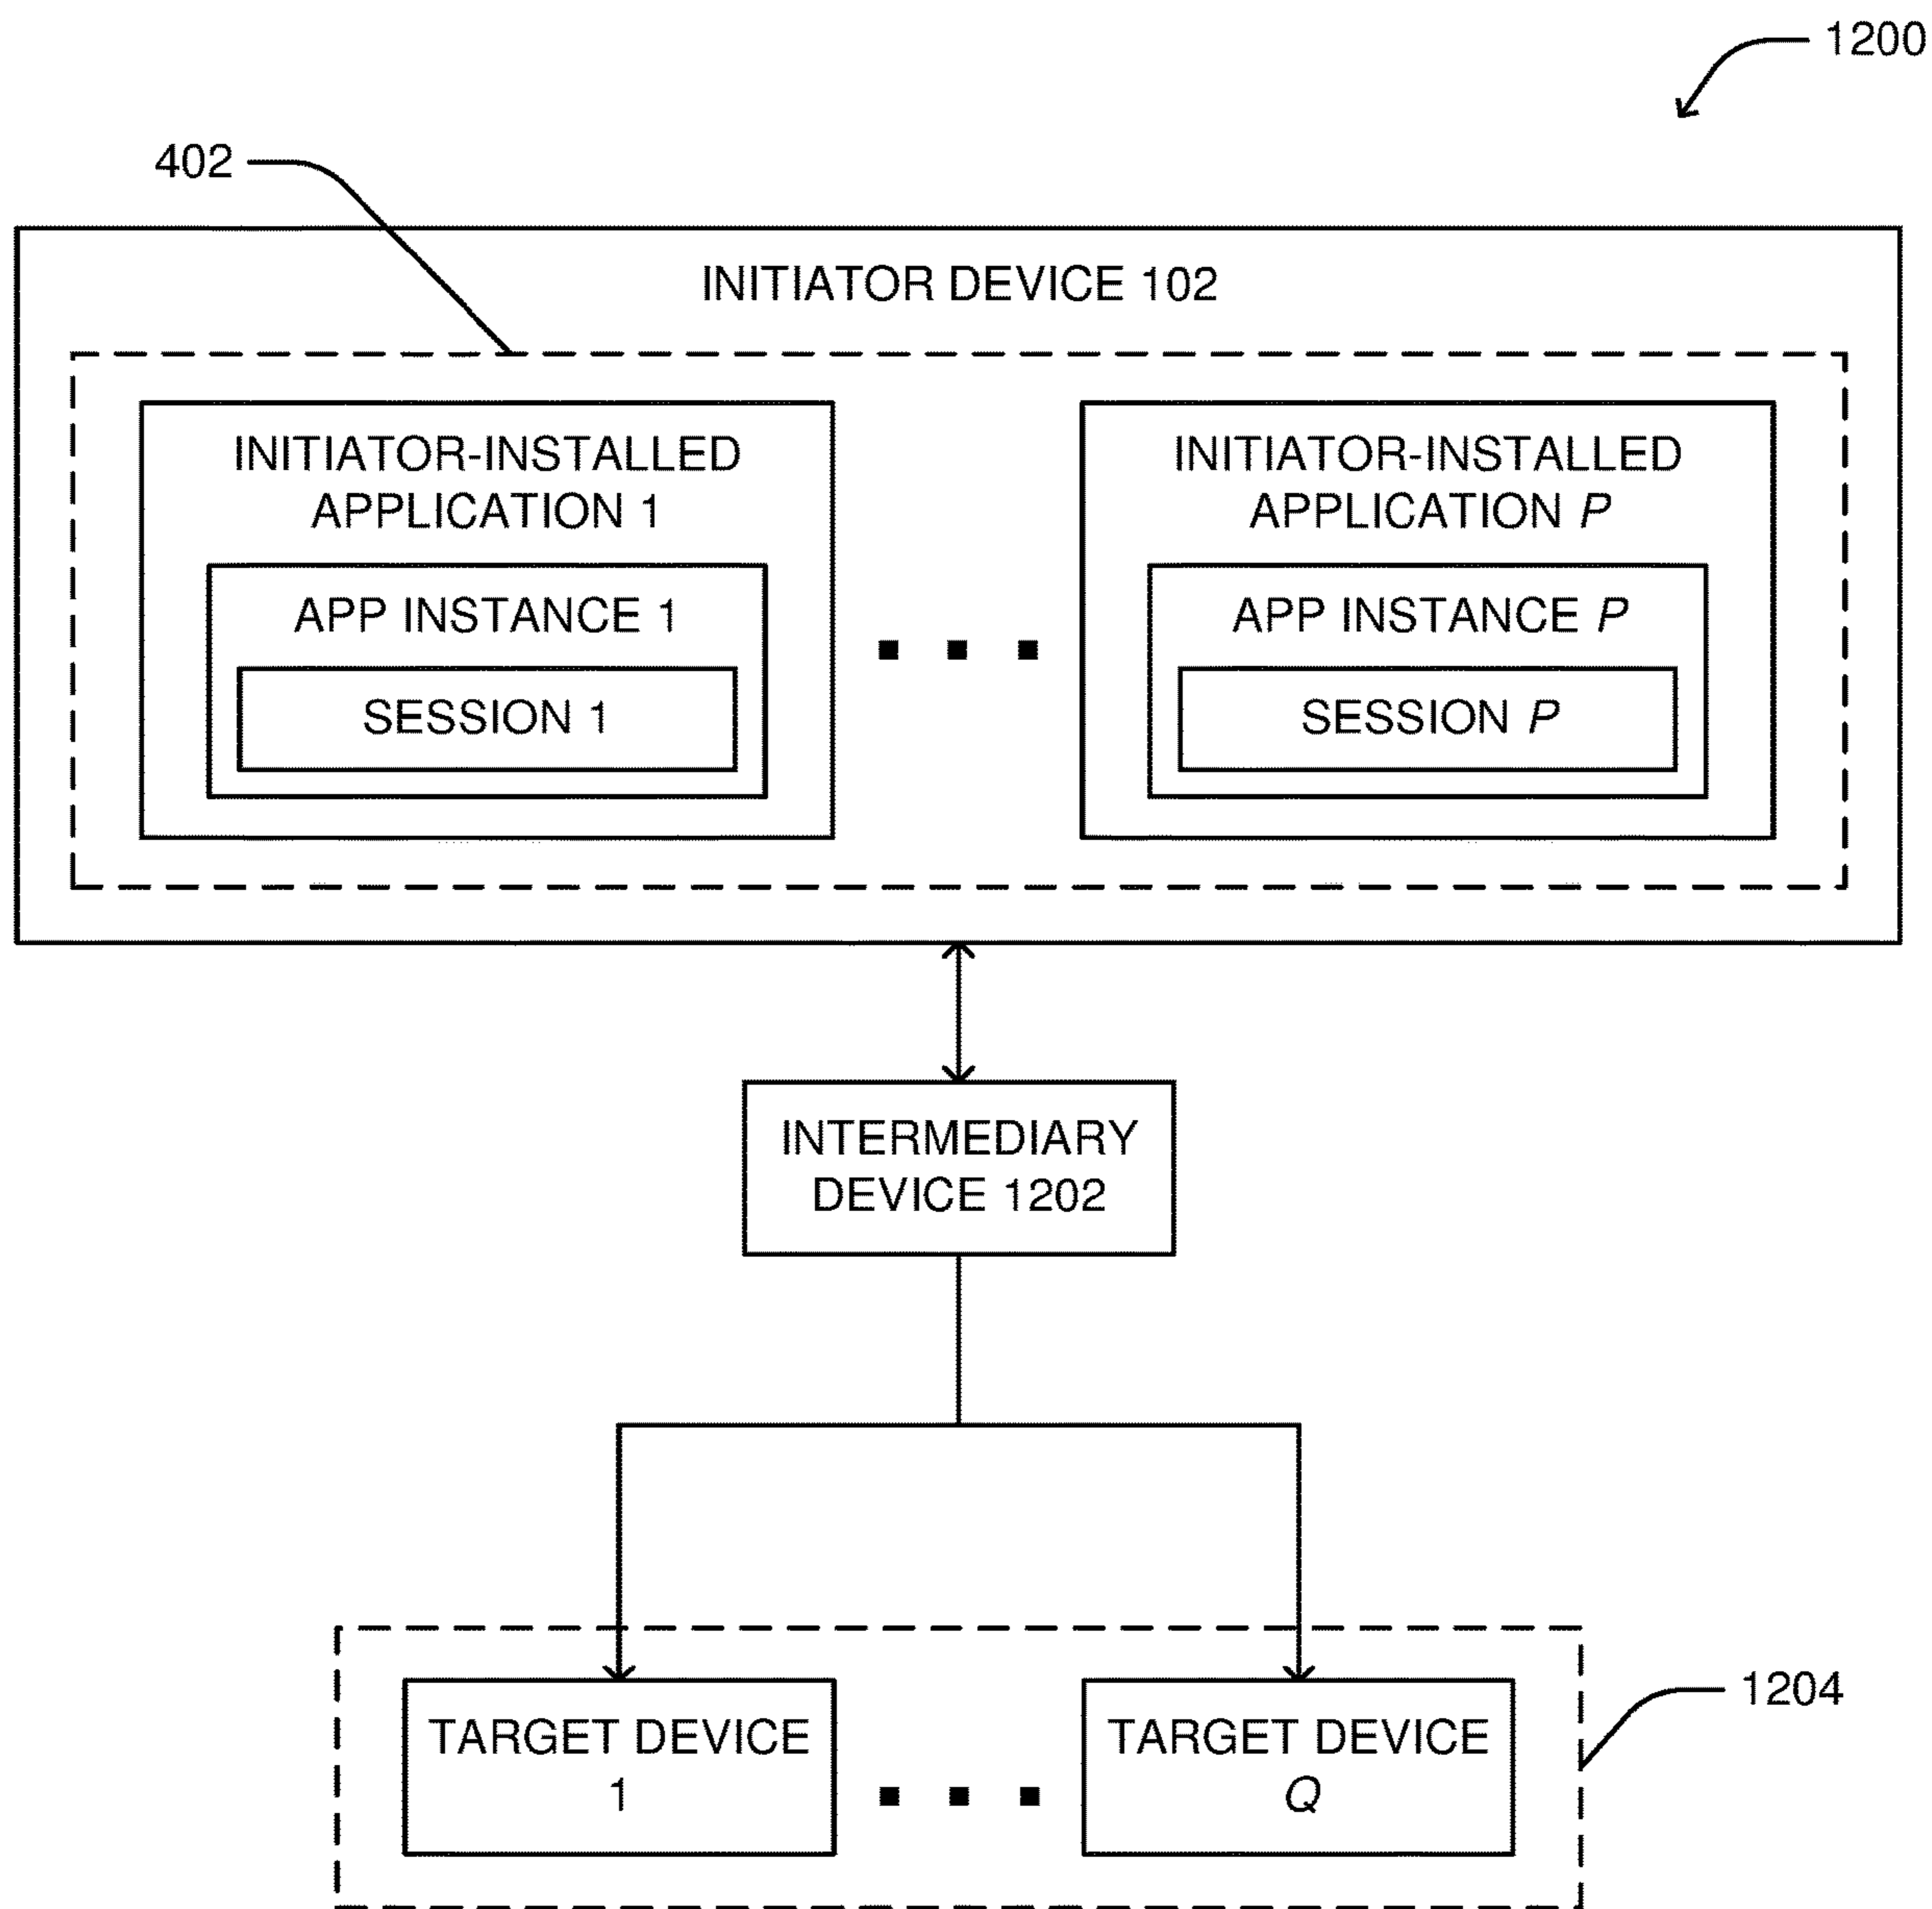 1200
402
INITIATOR DEVICE 102
INITIATOR-INSTALLED
APPLICATION 1
APP INSTANCE 1
SESSION 1
INITIATOR-INSTALLED
APPLICATION P
APP INSTANCE P
SESSION P
INTERMEDIARY
DEVICE 1202
1204
TARGET DEVICE
1
TARGET DEVICE
Q